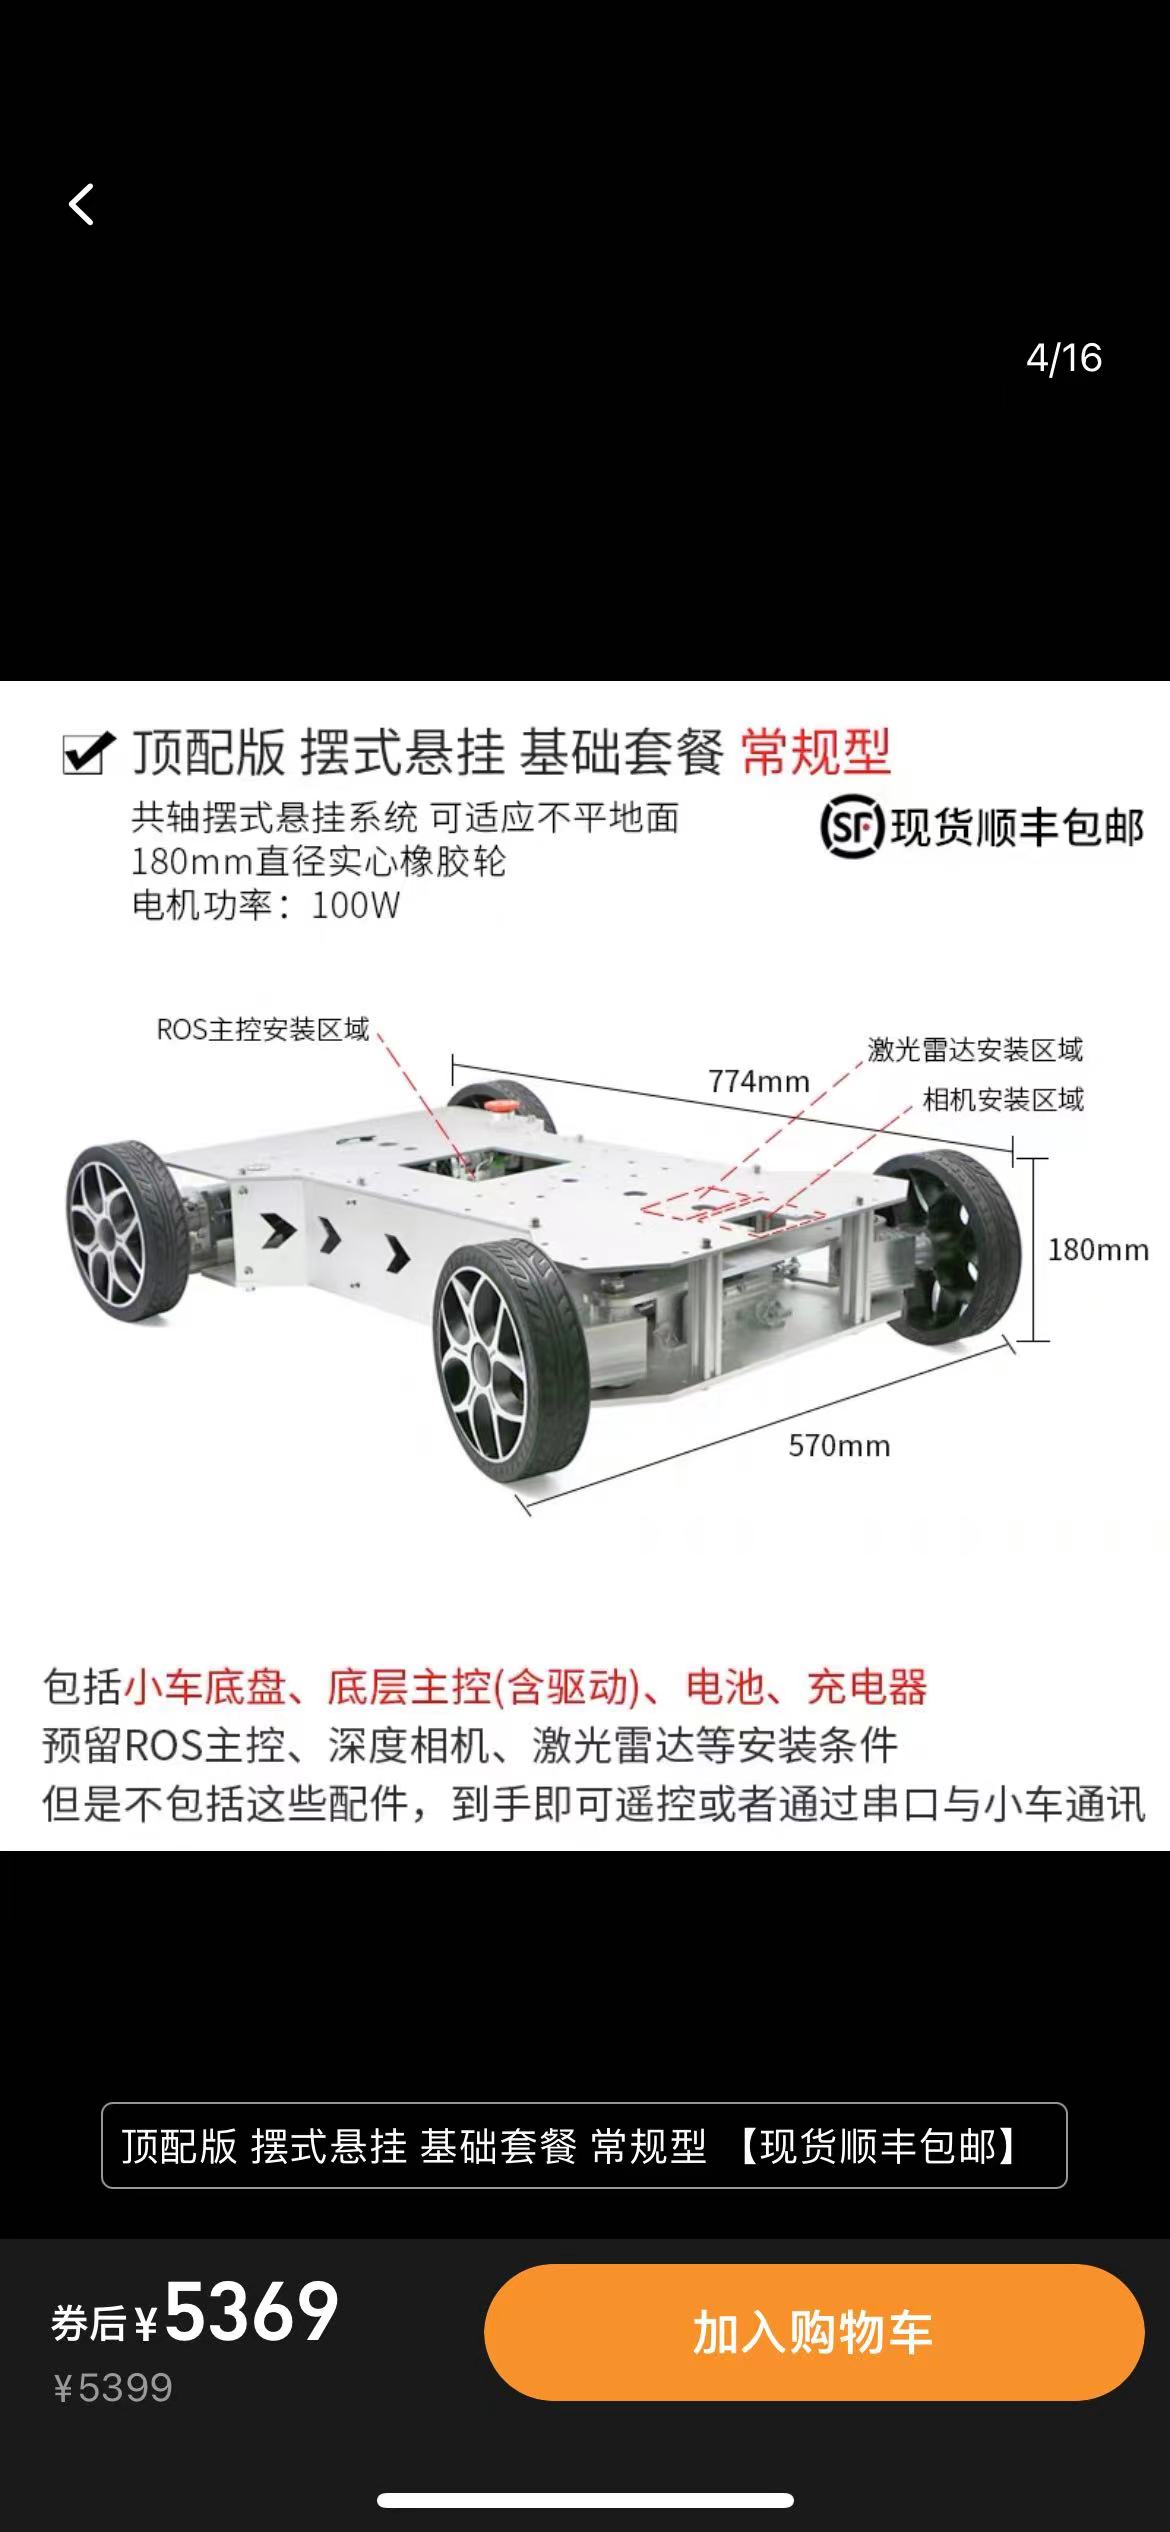 4/16
顶配版 摆式悬挂 基础套餐 常规型
共轴摆式悬挂系统 可适应不平地面
SF现货顺丰包邮
180mm直径实心橡胶轮
电机功率：100W
ROS主控安装区域
激光雷达安装区域
774mm
相机安装区域
180mm
570mm
包括小车底盘、底层主控(含驱动)、电池、充电器
预留ROS主控、深度相机、激光雷达等安装条件
但是不包括这些配件，到手即可遥控或者通过串口与小车通讯
顶配版 摆式悬挂 基础套餐 常规型 【现货顺丰包邮】
券后¥5369
加入购物车
¥5399